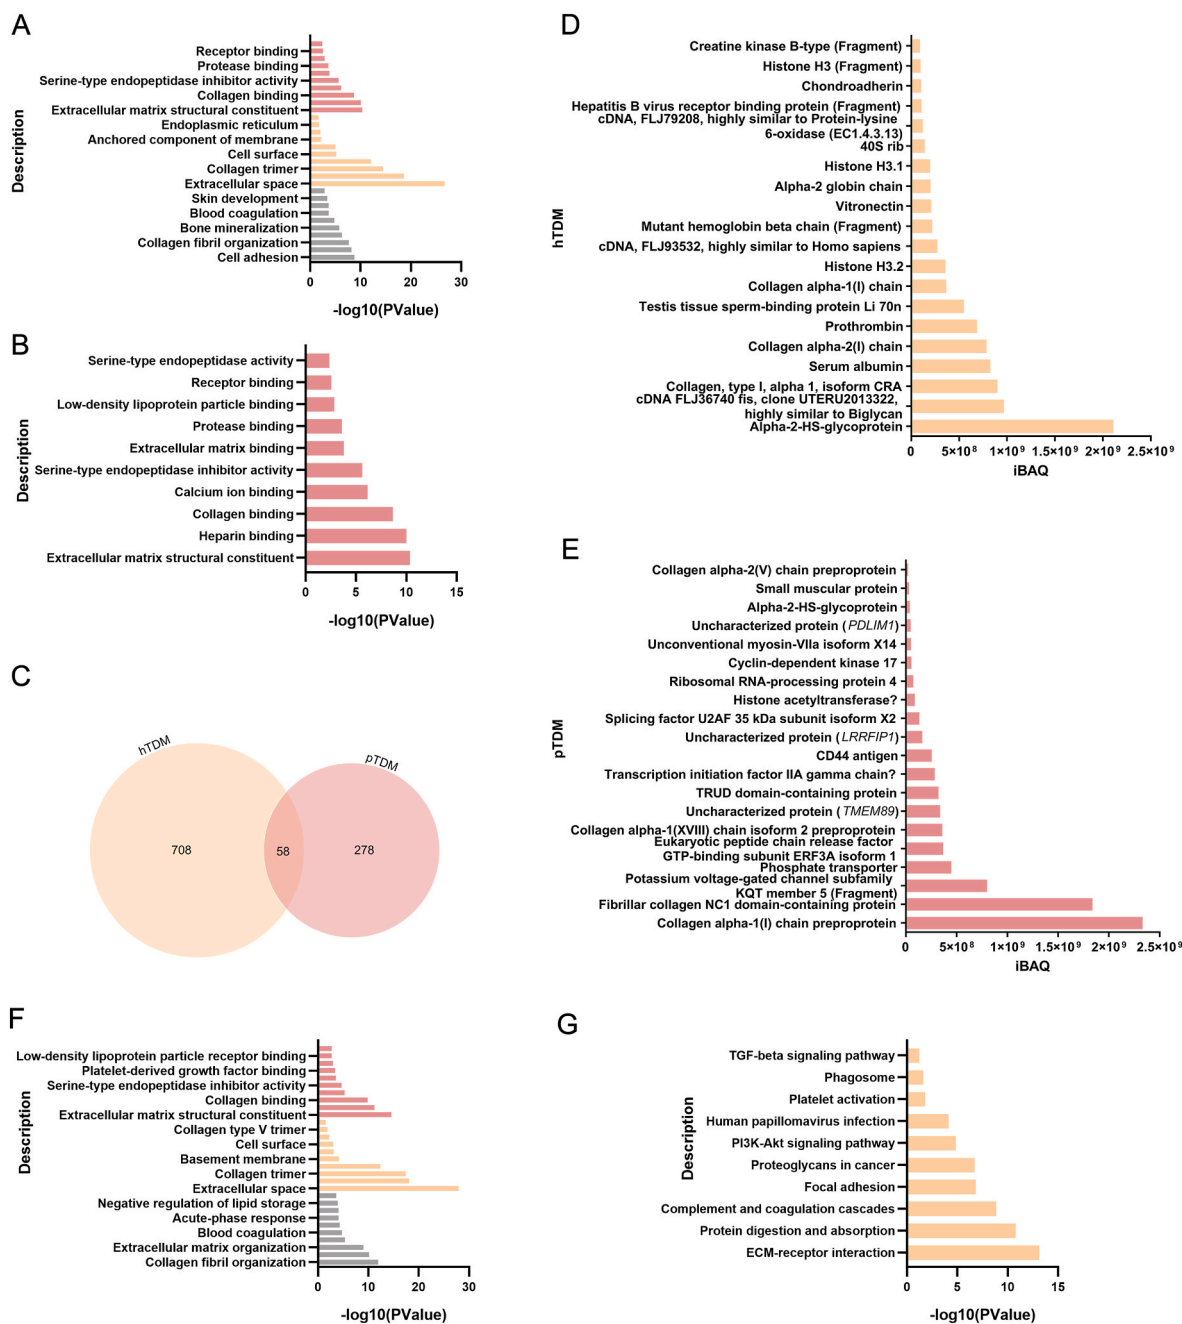 A
Receptor binding
Protease binding
Serine-type endopeptidase inhibitor activity
Collagen binding
Extracellular matrix structural constituent
Endoplasmic reticulum
Anchored component of membrane
Cell surface
Collagen trimer
Extracellular space
Skin development
Blood coagulation
Bone mineralization
Collagen fibril organization
Cell adhesion
Description
0 10 20 30
-log10(PValue)
B
Serine-type endopeptidase activity
Receptor binding
Low-density lipoprotein particle binding
Protease binding
Extracellular matrix binding
Serine-type endopeptidase inhibitor activity
Calcium ion binding
Collagen binding
Heparin binding
Extracellular matrix structural constituent
Description
0 5 10 15
-log10(PValue)
C
hTDM
pTDM
708
58
278
D
Creatine kinase B-type (Fragment)
Histone H3 (Fragment)
Chondroadherin
Hepatitis B virus receptor binding protein (Fragment)
cDNA, FLJ79208, highly similar to Protein-lysine
6-oxidase (EC1.4.3.13)
40S rib
Histone H3.1
Alpha-2 globin chain
Vitronectin
Mutant hemoglobin beta chain (Fragment)
cDNA, FLJ93532, highly similar to Homo sapiens
Histone H3.2
Collagen alpha-1(I) chain
Testis tissue sperm-binding protein Li 70n
Prothrombin
Collagen alpha-2(I) chain
Serum albumin
Collagen, type I, alpha 1, isoform CRA
cDNA FLJ36740 fis, clone UTERU2013322,
highly similar to Biglycan
Alpha-2-HS-glycoprotein
hTDM
0 5×10⁸ 1×10⁹ 1.5×10⁹ 2×10⁹ 2.5×10⁹
iBAQ
E
Collagen alpha-2(V) chain preproprotein
Small muscular protein
Alpha-2-HS-glycoprotein
Uncharacterized protein (PDLIM1)
Unconventional myosin-VIIa isoform X14
Cyclin-dependent kinase 17
Ribosomal RNA-processing protein 4
Histone acetyltransferase?
Splicing factor U2AF 35 kDa subunit isoform X2
Uncharacterized protein (LRRFIP1)
CD44 antigen
Transcription initiation factor IIA gamma chain?
TRUD domain-containing protein
Uncharacterized protein (TMEM89)
Collagen alpha-1(XVIII) chain isoform 2 preproprotein
Eukaryotic peptide chain release factor
GTP-binding subunit ERF3A isoform 1
Phosphate transporter
Potassium voltage-gated channel subfamily
KQT member 5 (Fragment)
Fibrillar collagen NC1 domain-containing protein
Collagen alpha-1(I) chain preproprotein
pTDM
0 5×10⁸ 1×10⁹ 1.5×10⁹ 2×10⁹ 2.5×10⁹
iBAQ
F
Low-density lipoprotein particle receptor binding
Platelet-derived growth factor binding
Serine-type endopeptidase inhibitor activity
Collagen binding
Extracellular matrix structural constituent
Collagen type V trimer
Cell surface
Basement membrane
Collagen trimer
Extracellular space
Negative regulation of lipid storage
Acute-phase response
Blood coagulation
Extracellular matrix organization
Collagen fibril organization
Description
0 10 20 30
-log10(PValue)
G
TGF-beta signaling pathway
Phagosome
Platelet activation
Human papillomavirus infection
PI3K-Akt signaling pathway
Proteoglycans in cancer
Focal adhesion
Complement and coagulation cascades
Protein digestion and absorption
ECM-receptor interaction
Description
0 5 10 15
-log10(PValue)